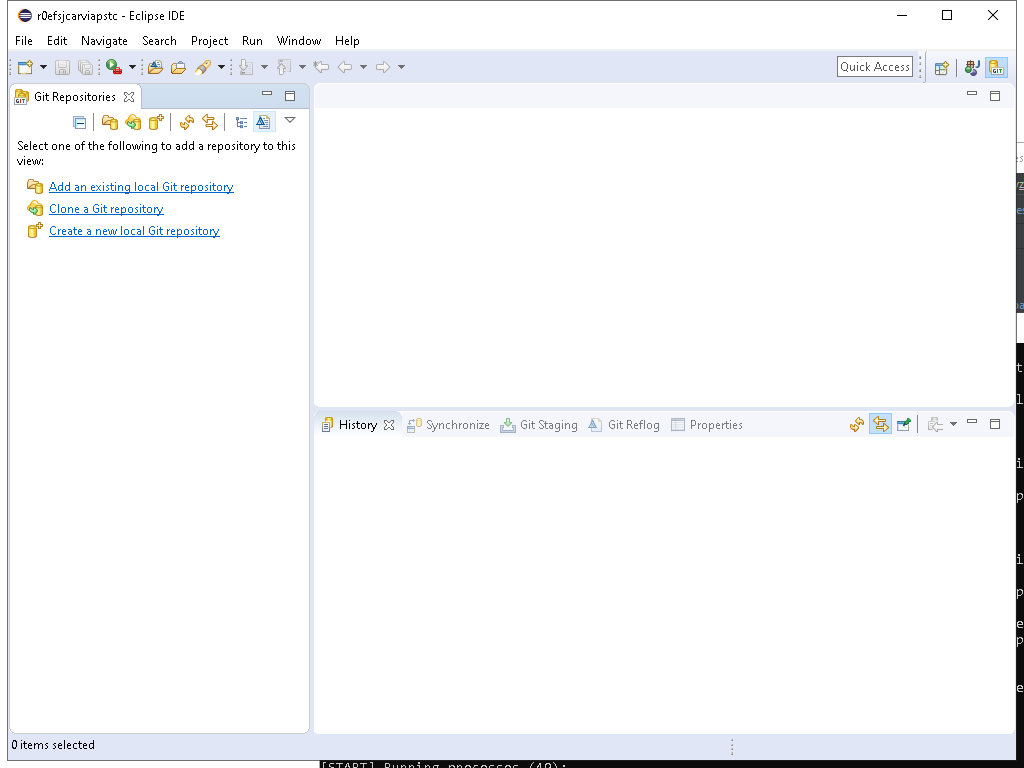 r0efsjcarviapstc - Eclipse IDE
File Edit Navigate Search Project Run Window Help
Quick Access
Git Repositories
Select one of the following to add a repository to this
view:
Add an existing local Git repository
Clone a Git repository
Create a new local Git repository
History Synchronize Git Staging Git Reflog Properties
0 items selected
[START] Running processes (49):